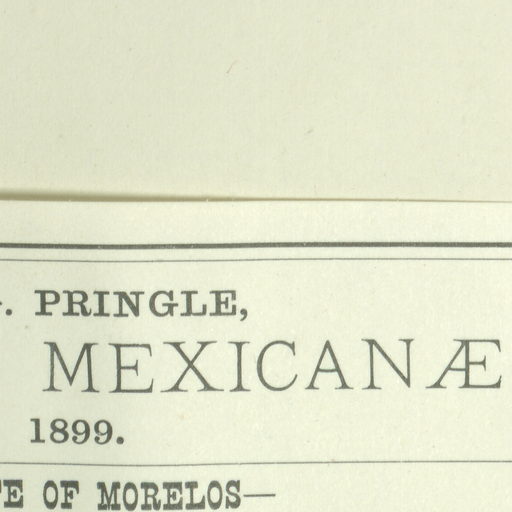 . PRINGLE,
MEXICANÆ
1899.
OF MORELOS—